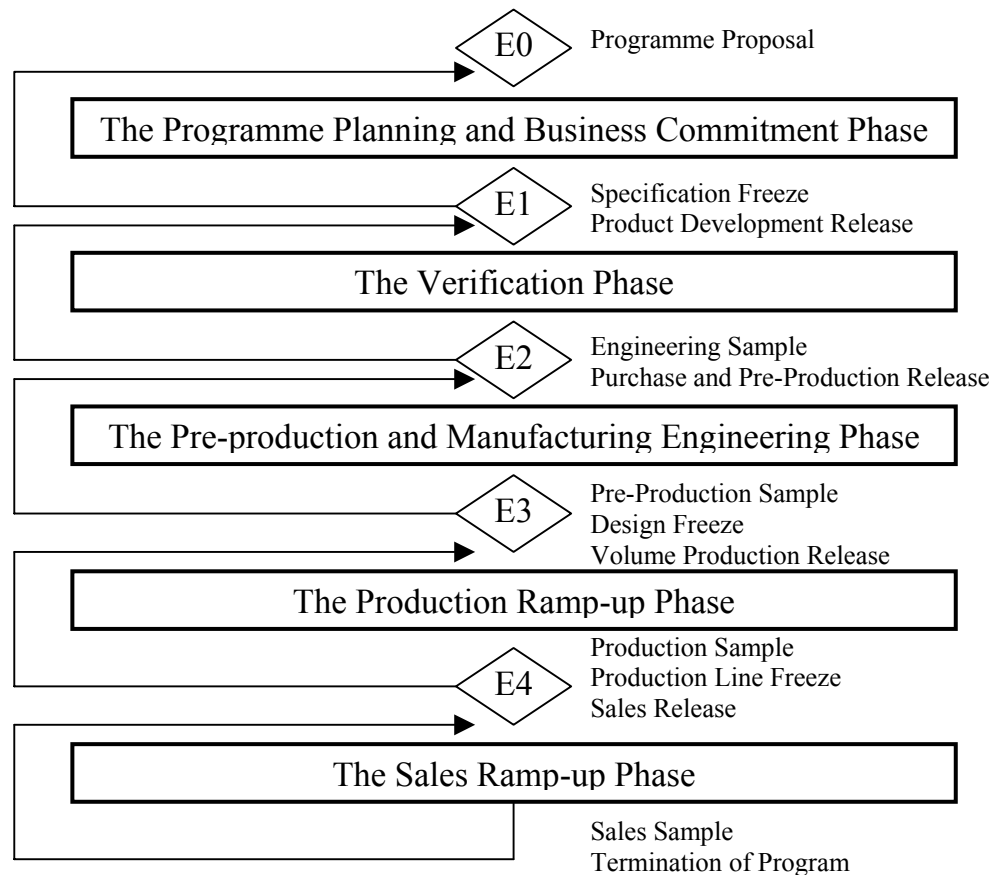 E0
Programme Proposal
The Programme Planning and Business Commitment Phase
E1
Specification Freeze
Product Development Release
The Verification Phase
E2
Engineering Sample
Purchase and Pre-Production Release
The Pre-production and Manufacturing Engineering Phase
E3
Pre-Production Sample
Design Freeze
Volume Production Release
The Production Ramp-up Phase
E4
Production Sample
Production Line Freeze
Sales Release
The Sales Ramp-up Phase
Sales Sample
Termination of Program